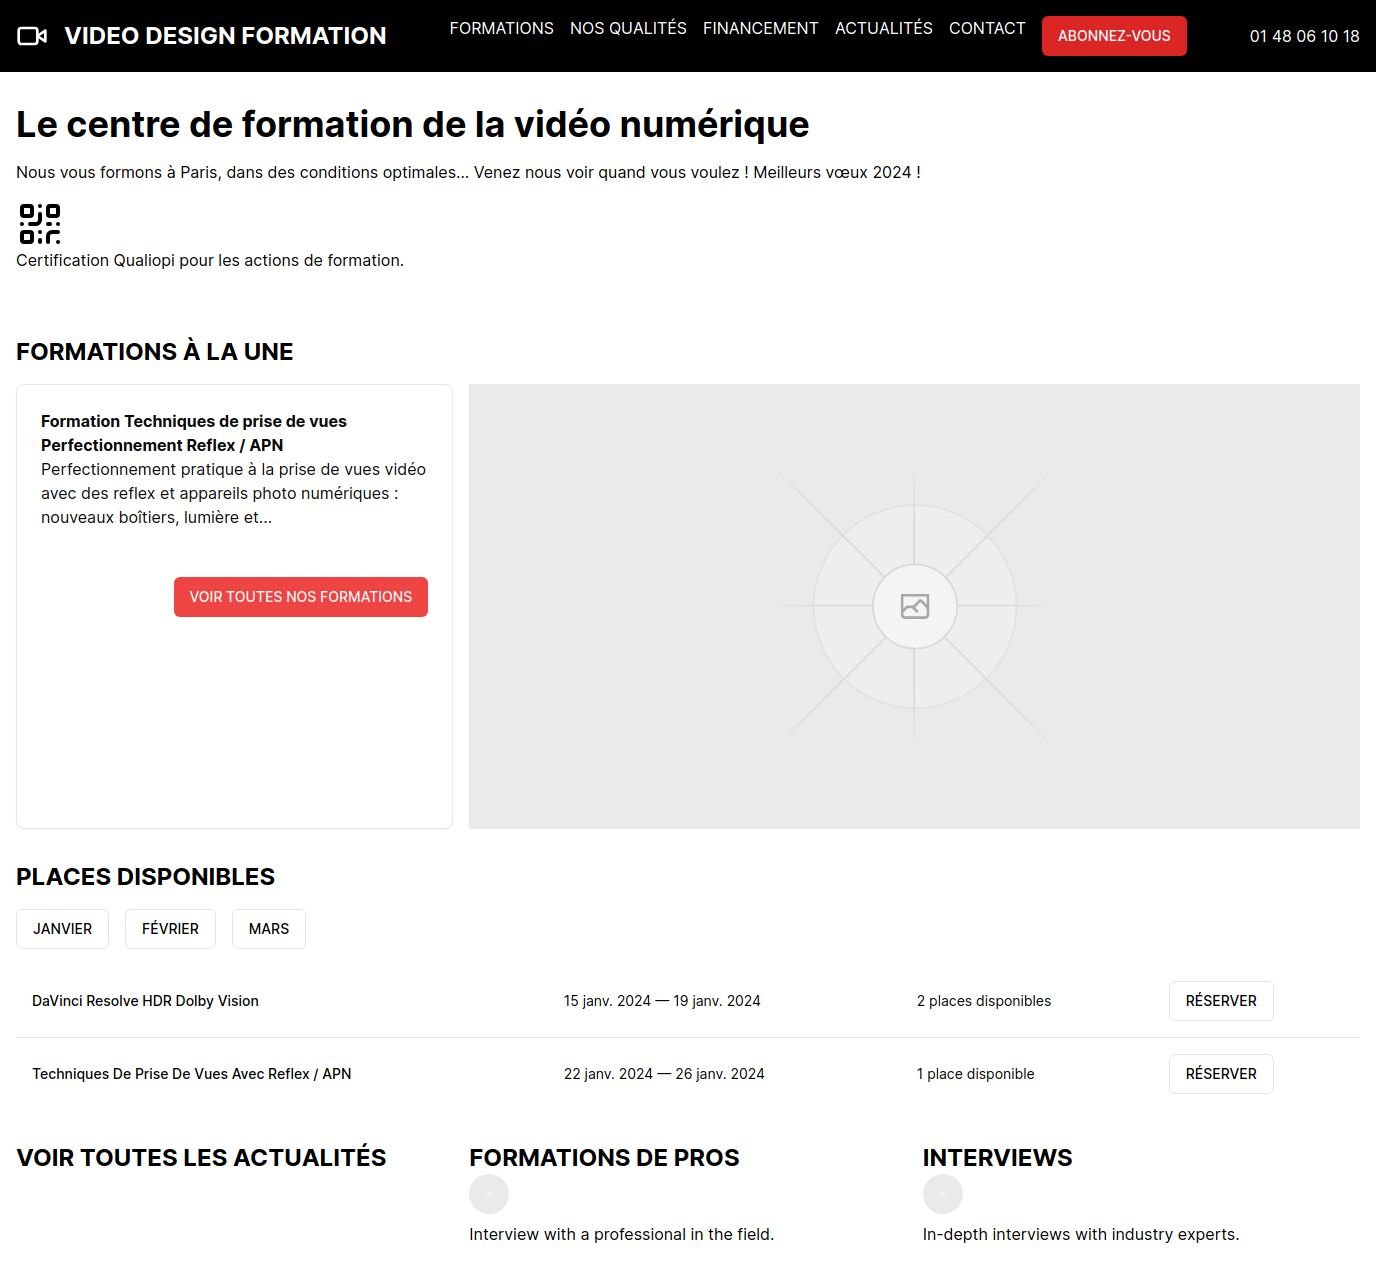 VIDEO DESIGN FORMATION
FORMATIONS
NOS QUALITÉS
FINANCEMENT
ACTUALITÉS
CONTACT
ABONNEZ-VOUS
01 48 06 10 18
Le centre de formation de la vidéo numérique
Nous vous formons à Paris, dans des conditions optimales... Venez nous voir quand vous voulez ! Meilleurs vœux 2024 !
Certification Qualiopi pour les actions de formation.
FORMATIONS À LA UNE
Formation Techniques de prise de vues
Perfectionnement Reflex / APN
Perfectionnement pratique à la prise de vues vidéo
avec des reflex et appareils photo numériques :
nouveaux boîtiers, lumière et...
VOIR TOUTES NOS FORMATIONS
PLACES DISPONIBLES
JANVIER
FÉVRIER
MARS
DaVinci Resolve HDR Dolby Vision
15 janv. 2024 — 19 janv. 2024
2 places disponibles
RÉSERVER
Techniques De Prise De Vues Avec Reflex / APN
22 janv. 2024 — 26 janv. 2024
1 place disponible
RÉSERVER
VOIR TOUTES LES ACTUALITÉS
FORMATIONS DE PROS
Interview with a professional in the field.
INTERVIEWS
In-depth interviews with industry experts.